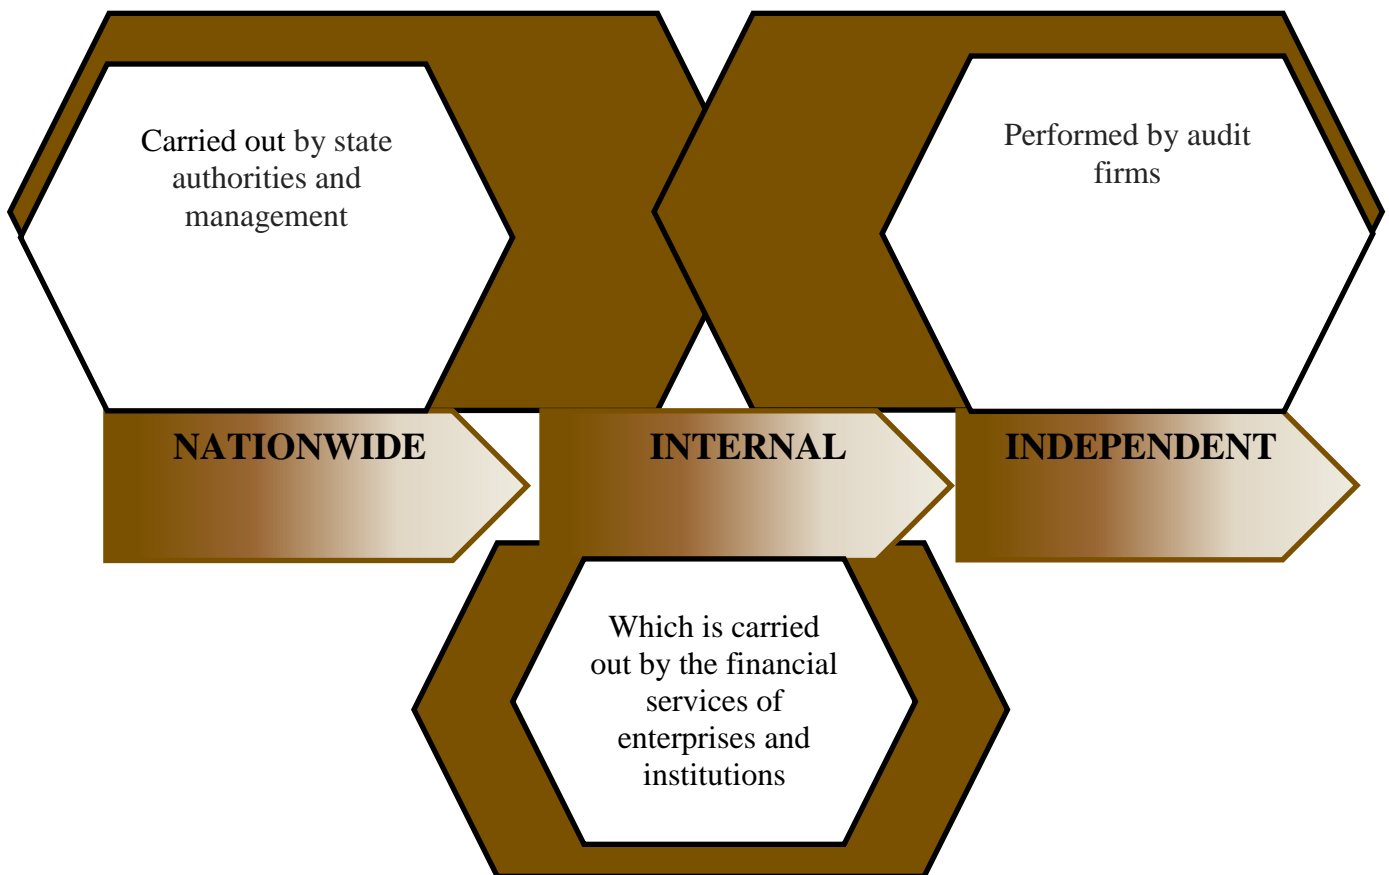 Carried out by state
authorities and
management
Performed by audit
firms
NATIONWIDE
INTERNAL
INDEPENDENT
Which is carried
out by the financial
services of
enterprises and
institutions